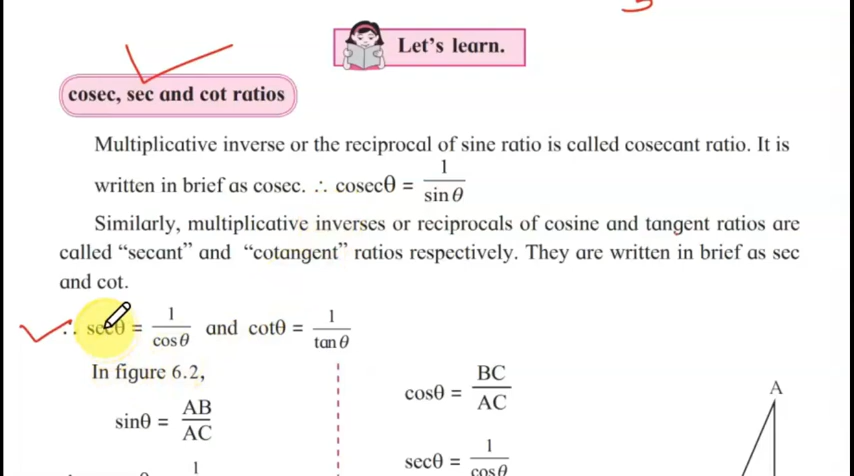 Let's learn.
cosec, sec and cot ratios
Multiplicative inverse or the reciprocal of sine ratio is called cosecant ratio. It is
written in brief as cosec. ∴ cosecθ = 1/sinθ
Similarly, multiplicative inverses or reciprocals of cosine and tangent ratios are
called “secant” and “cotangent” ratios respectively. They are written in brief as sec
and cot.
∴ secθ = 1/cosθ and cotθ = 1/tanθ
In figure 6.2,
sinθ = AB/AC
1
cosθ = BC/AC
secθ = 1/cosθ
A